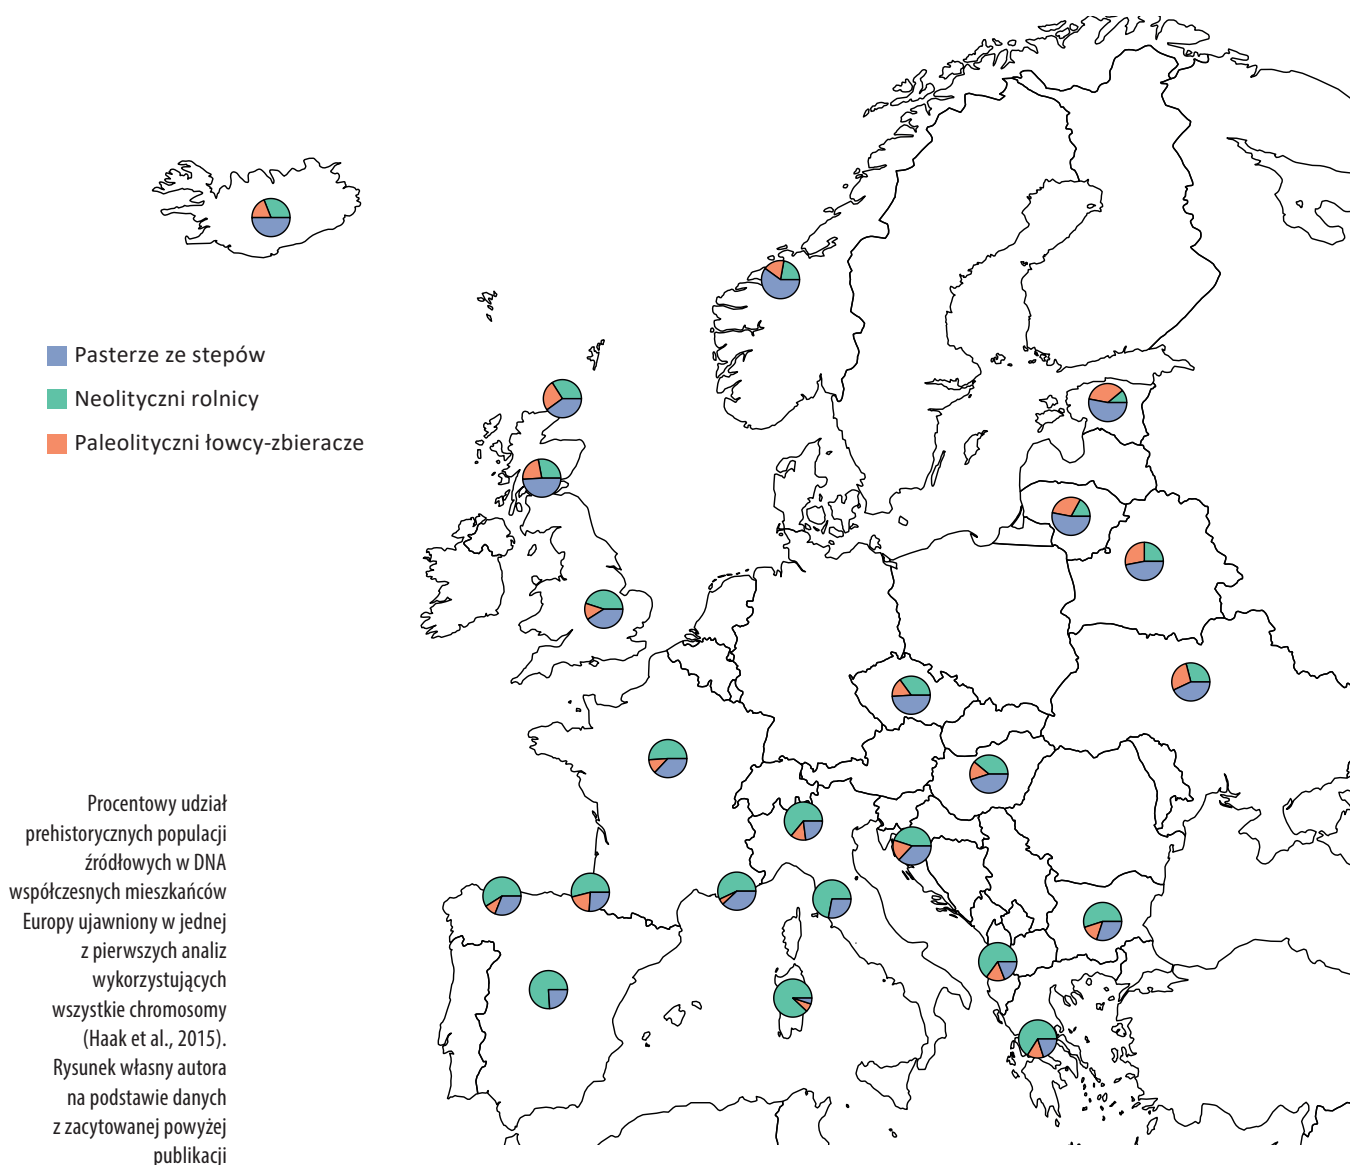 Pasterze ze stepów
Neolityczni rolnicy
Paleolityczni łowcy-zbieracze
Procentowy udział
prehistorycznych populacji
źródłowych w DNA
współczesnych mieszkańców
Europy ujawniony w jednej
z pierwszych analiz
wykorzystujących
wszystkie chromosomy
(Haak et al., 2015).
Rysunek własny autora
na podstawie danych
z zacytowanej powyżej
publikacji